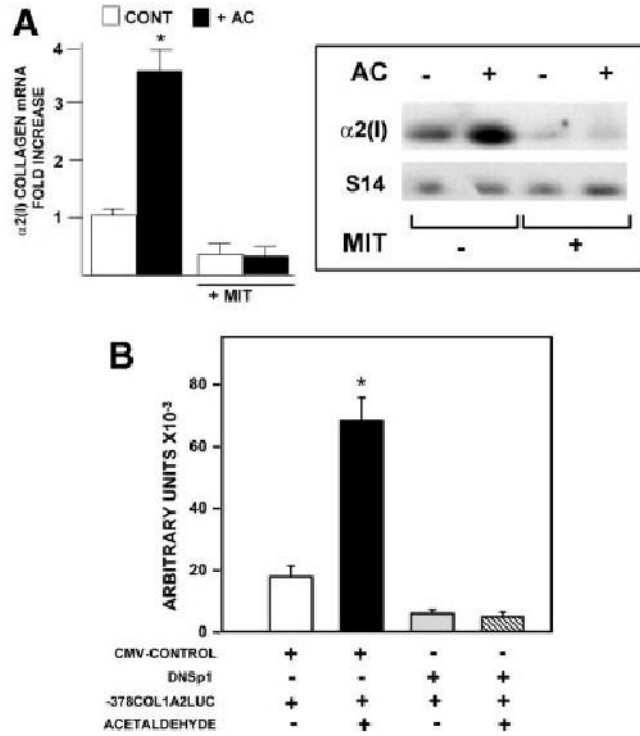 A
CONT + AC
α2(I) COLLAGEN mRNA
FOLD INCREASE
4
3
2
1
*
+ MIT
AC - + - +
α2(I)
S14
MIT - +
B
ARBITRARY UNITS X10⁻³
80
60
40
20
0
*
CMV-CONTROL + + - -
DNSp1 - - + +
-378COL1A2LUC + + + +
ACETALDEHYDE - + - +